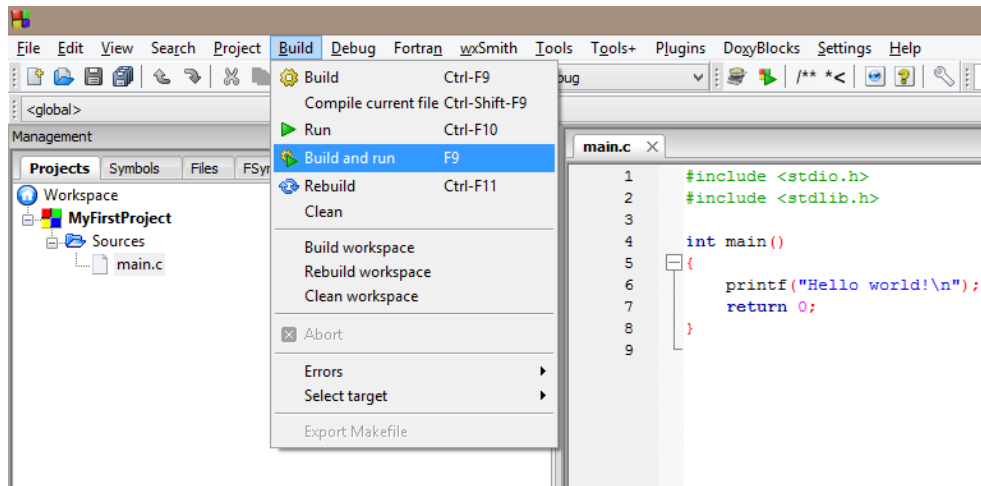 File Edit View Search Project Build Debug Fortran wxSmith Tools Tools+ Plugins DoxyBlocks Settings Help
/** *<
<global>
Management
Projects Symbols Files
Workspace
MyFirstProject
Sources
main.c
Build Ctrl-F9
Compile current file Ctrl-Shift-F9
Run Ctrl-F10
Build and run F9
Rebuild Ctrl-F11
Clean
Build workspace
Rebuild workspace
Clean workspace
Abort
Errors
Select target
Export Makefile
main.c
1 #include <stdio.h>
2 #include <stdlib.h>
3
4 int main()
5 {
6 printf("Hello world!\n");
7 return 0;
8 }
9